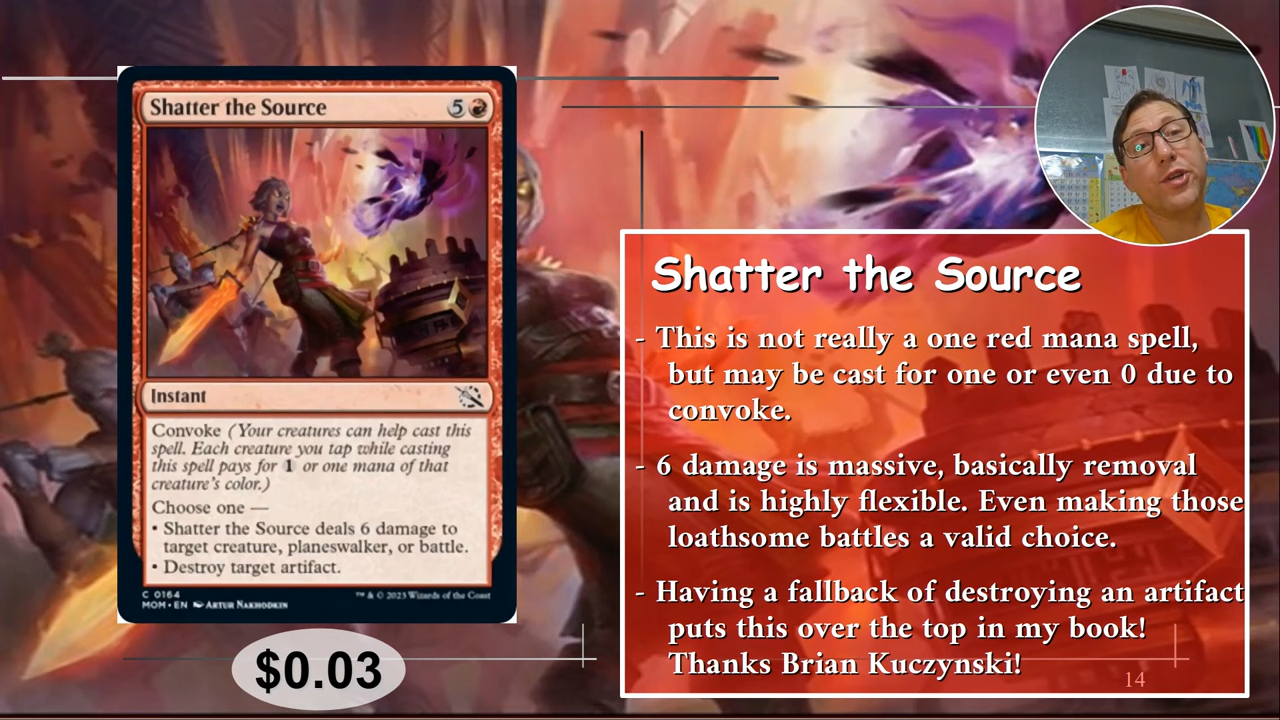 Shatter the Source 5
Instant
Convoke (Your creatures can help cast this
spell. Each creature you tap while casting
this spell pays for 1 or one mana of that
creature's color.)
Choose one —
• Shatter the Source deals 6 damage to
target creature, planeswalker, or battle.
• Destroy target artifact.
C 0164
MOM • EN ARTUR NAKHODKIN
™ & © 2023 Wizards of the Coast
$0.03
Shatter the Source
- This is not really a one red mana spell,
but may be cast for one or even 0 due to
convoke.
- 6 damage is massive, basically removal
and is highly flexible. Even making those
loathsome battles a valid choice.
- Having a fallback of destroying an artifact
puts this over the top in my book!
Thanks Brian Kuczynski!
14